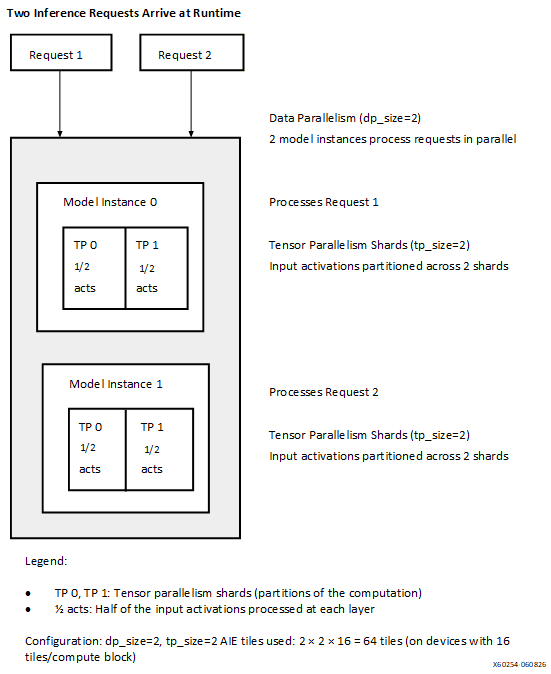 Two Inference Requests Arrive at Runtime
Request 1
Request 2
Data Parallelism (dp_size=2)
2 model instances process requests in parallel
Model Instance 0
Processes Request 1
TP 0
1/2
acts
TP 1
1/2
acts
Tensor Parallelism Shards (tp_size=2)
Input activations partitioned across 2 shards
Model Instance 1
Processes Request 2
TP 0
1/2
acts
TP 1
1/2
acts
Tensor Parallelism Shards (tp_size=2)
Input activations partitioned across 2 shards
Legend:
• TP 0, TP 1: Tensor parallelism shards (partitions of the computation)
• ½ acts: Half of the input activations processed at each layer
Configuration: dp_size=2, tp_size=2 AIE tiles used: 2 × 2 × 16 = 64 tiles (on devices with 16
tiles/compute block)
X60254-060826